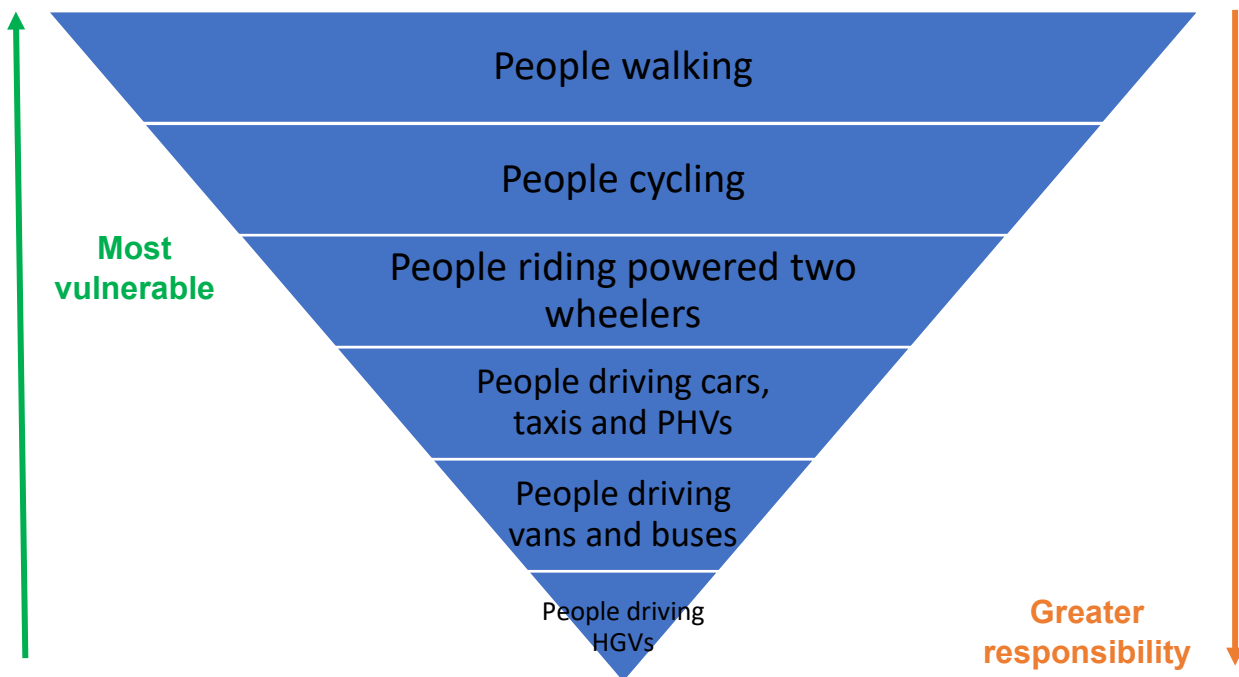 People walking
People cycling
Most
vulnerable
People riding powered two
wheelers
People driving cars,
taxis and PHVs
People driving
vans and buses
People driving
HGVs
Greater
responsibility